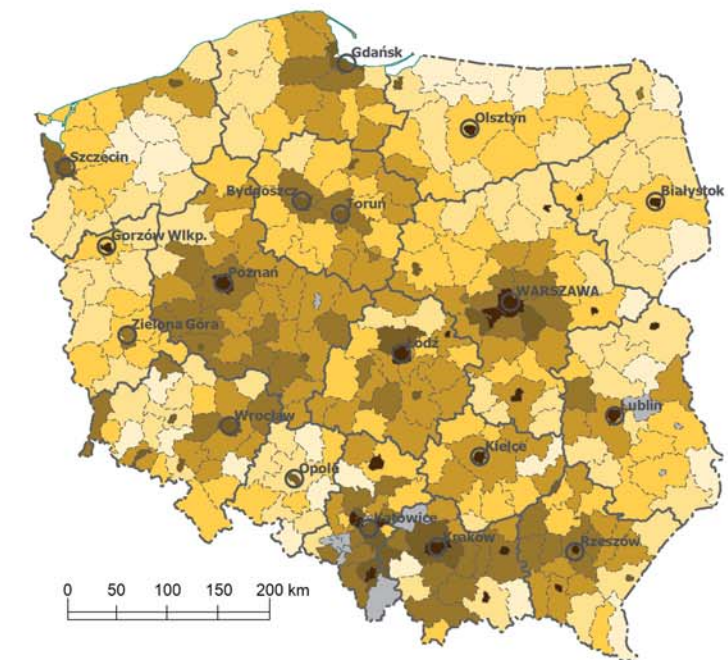 Gdańsk
Olsztyn
Szczecin
Bydgoszcz
Toruń
Białystok
Gorzów Wlkp.
Poznań
WARSZAWA
Zielona Góra
Łódź
Lublin
Wrocław
Opole
Kielce
Katowice
Kraków
Rzeszów
0 50 100 150 200 km